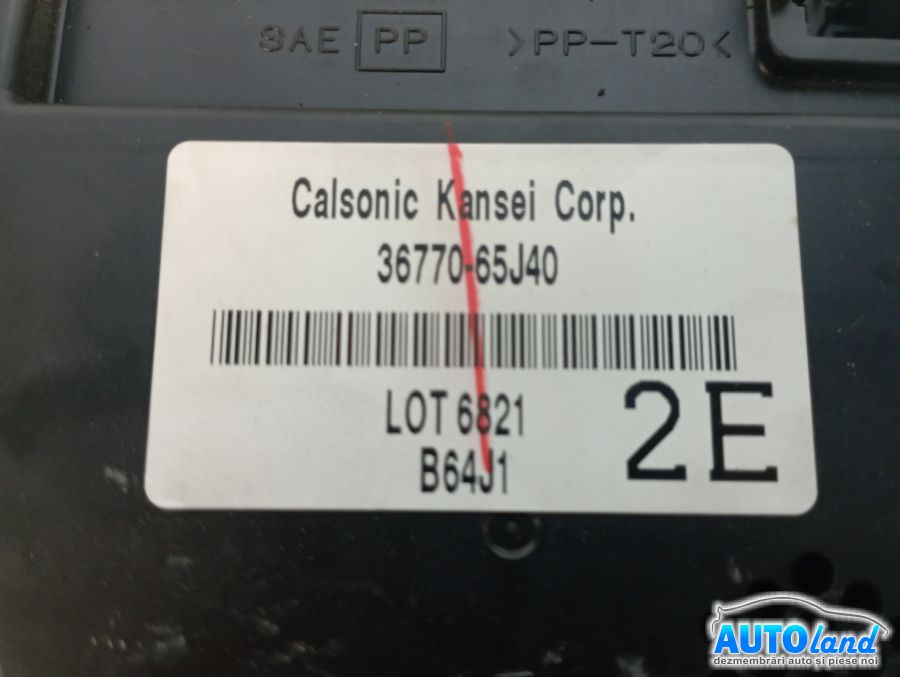 SAE PP >PP-T20<
Calsonic Kansei Corp.
36770-65J40
LOT 6821
B64J1
2E
AUTOland
dezmembrări auto și piese noi